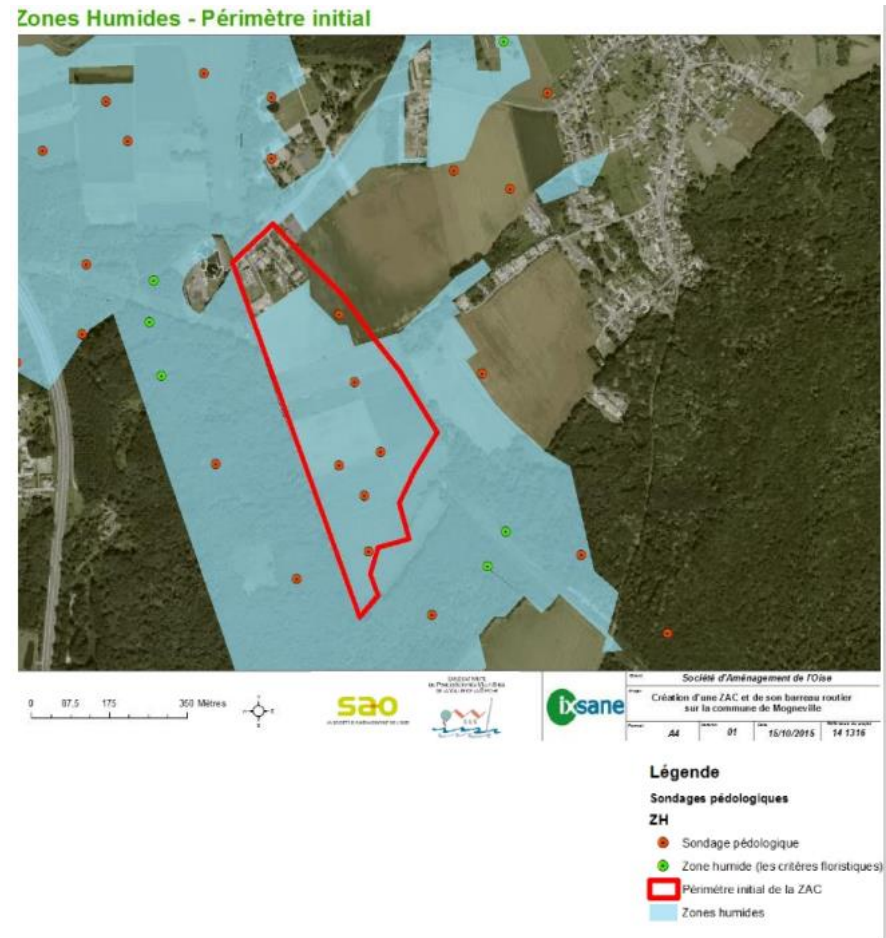 Zones Humides - Périmètre initial
0 87.5 175 350 Mètres
sao
ixsane
Société d'Aménagement de l'Oise
Création d'une ZAC et de son barreau routier
sur la commune de Mogneville
A4 01 15/10/2015 14 1316
Légende
Sondages pédologiques
ZH
Sondage pédologique
Zone humide (les critères floristiques)
Périmètre initial de la ZAC
Zones humides